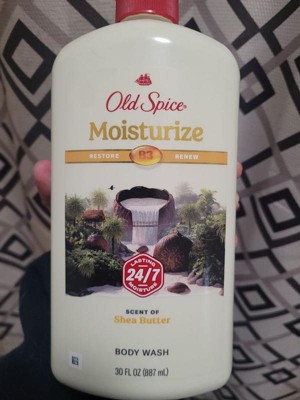 Old Spice®
Moisturize
RESTORE B3 RENEW
LASTING
24/7
MOISTURE
SCENT OF
Shea Butter
BODY WASH
30 FL OZ (887 mL)